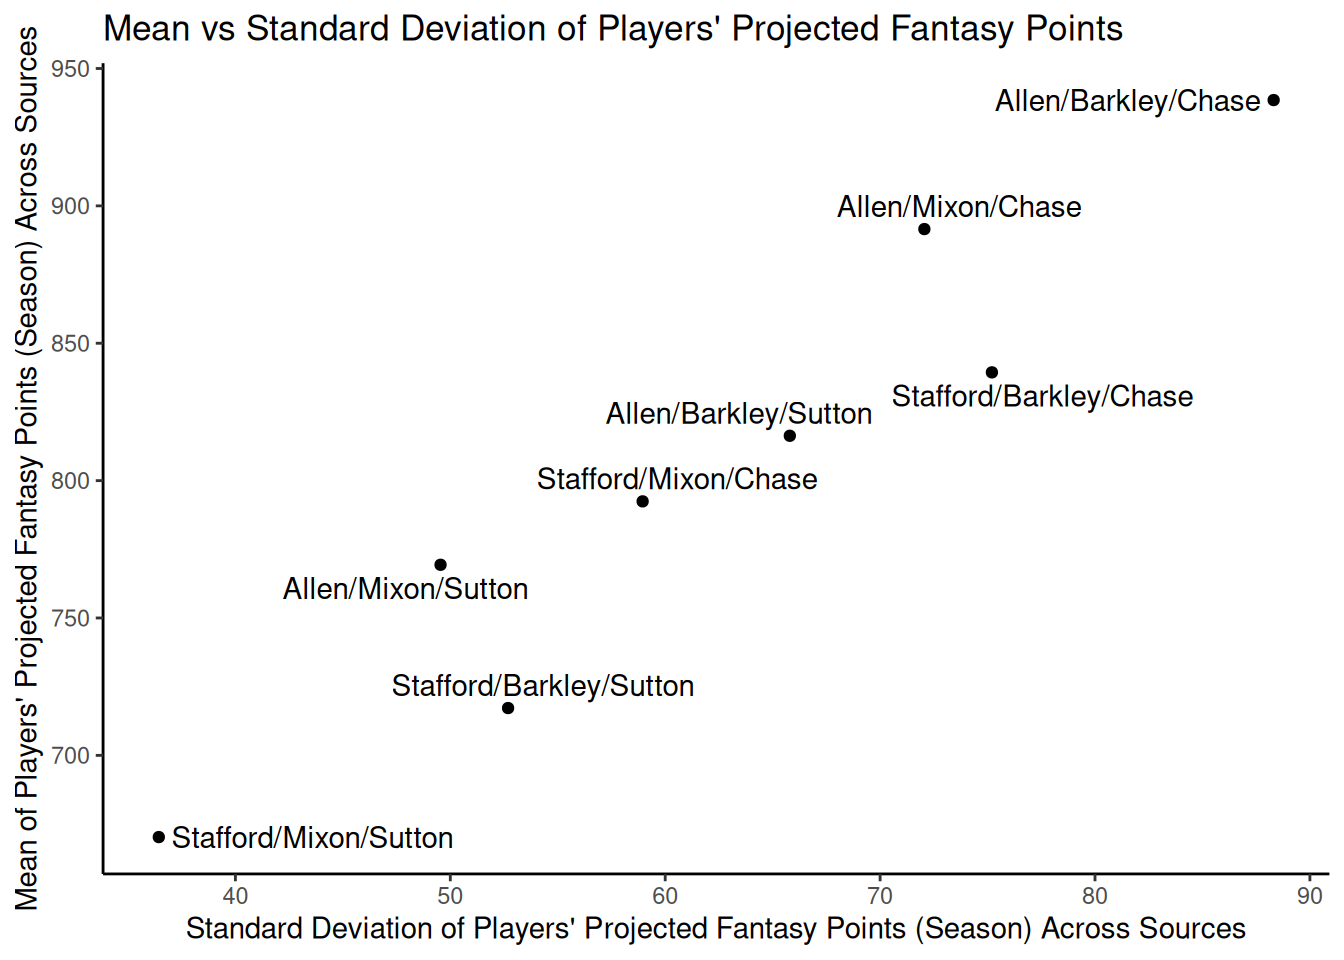 Mean vs Standard Deviation of Players' Projected Fantasy Points
Mean of Players' Projected Fantasy Points (Season) Across Sources
950
900
850
800
750
700
Allen/Barkley/Chase
Allen/Mixon/Chase
Stafford/Barkley/Chase
Allen/Barkley/Sutton
Stafford/Mixon/Chase
Allen/Mixon/Sutton
Stafford/Barkley/Sutton
Stafford/Mixon/Sutton
40 50 60 70 80 90
Standard Deviation of Players' Projected Fantasy Points (Season) Across Sources